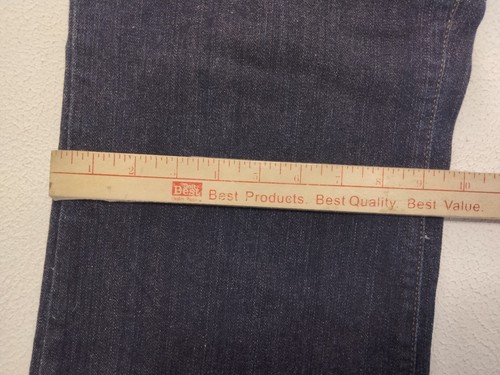 1 2 3 4 5 6 7 8 9 10
Best
Best Products. Best Quality. Best Value.